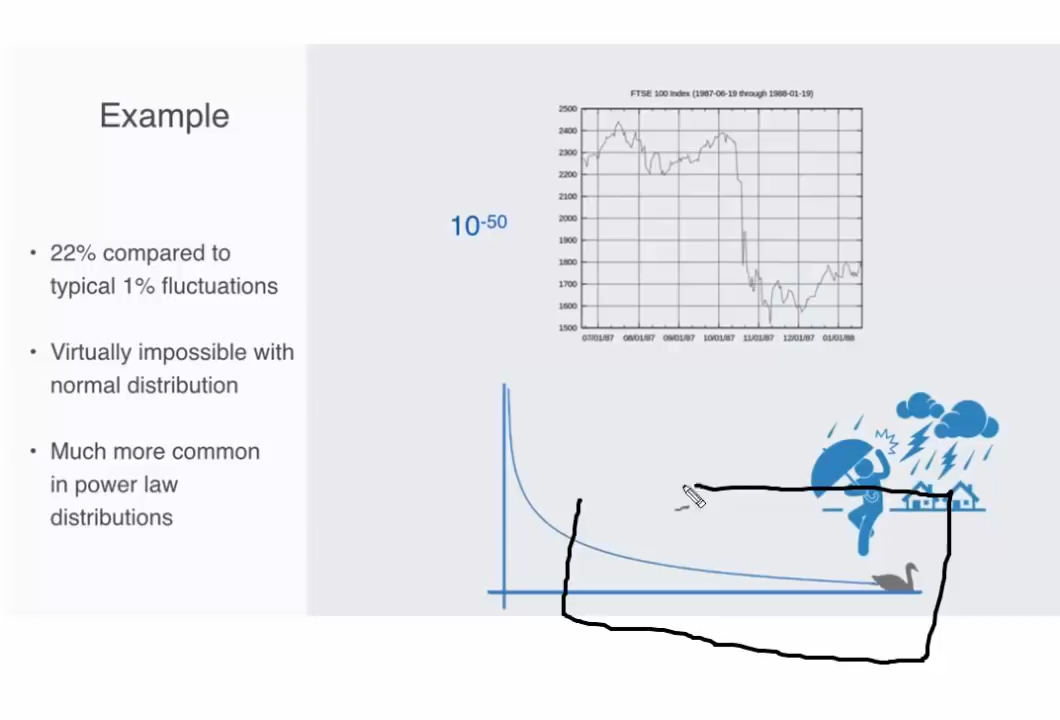 Example
• 22% compared to
typical 1% fluctuations
• Virtually impossible with
normal distribution
• Much more common
in power law
distributions
10-50
FTSE 100 Index (1987-06-19 through 1988-01-19)
2500
2400
2300
2200
2100
2000
1900
1800
1700
1600
1500
07/01/87 08/01/87 09/01/87 10/01/87 11/01/87 12/01/87 01/01/88